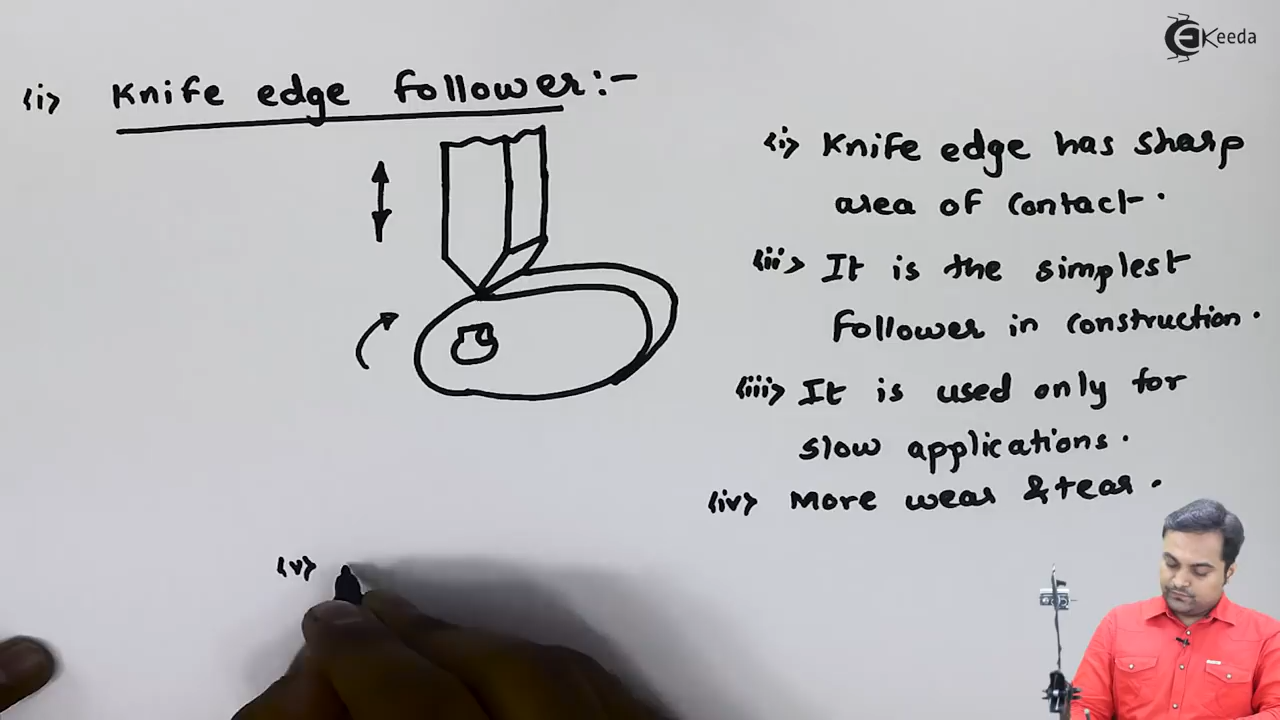 Ekeeda
(i) Knife edge follower:-
(i) Knife edge has sharp
area of contact.
(ii) It is the simplest
follower in construction.
(iii) It is used only for
slow applications.
(iv) More wear & tear.
(v)